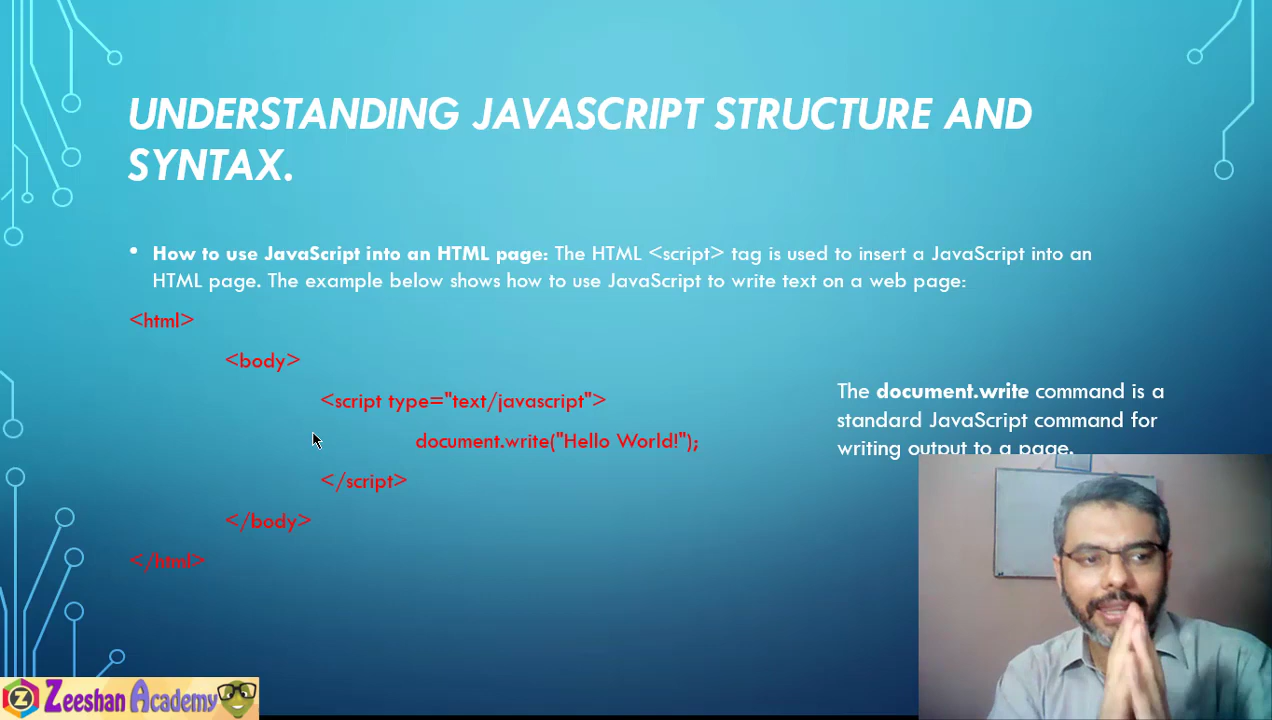 UNDERSTANDING JAVASCRIPT STRUCTURE AND
SYNTAX.
• How to use JavaScript into an HTML page: The HTML <script> tag is used to insert a JavaScript into an
HTML page. The example below shows how to use JavaScript to write text on a web page:
<html>
<body>
<script type="text/javascript">
document.write("Hello World!");
</script>
</body>
</html>
The document.write command is a
standard JavaScript command for
writing output to a page.
Z Zeeshan Academy